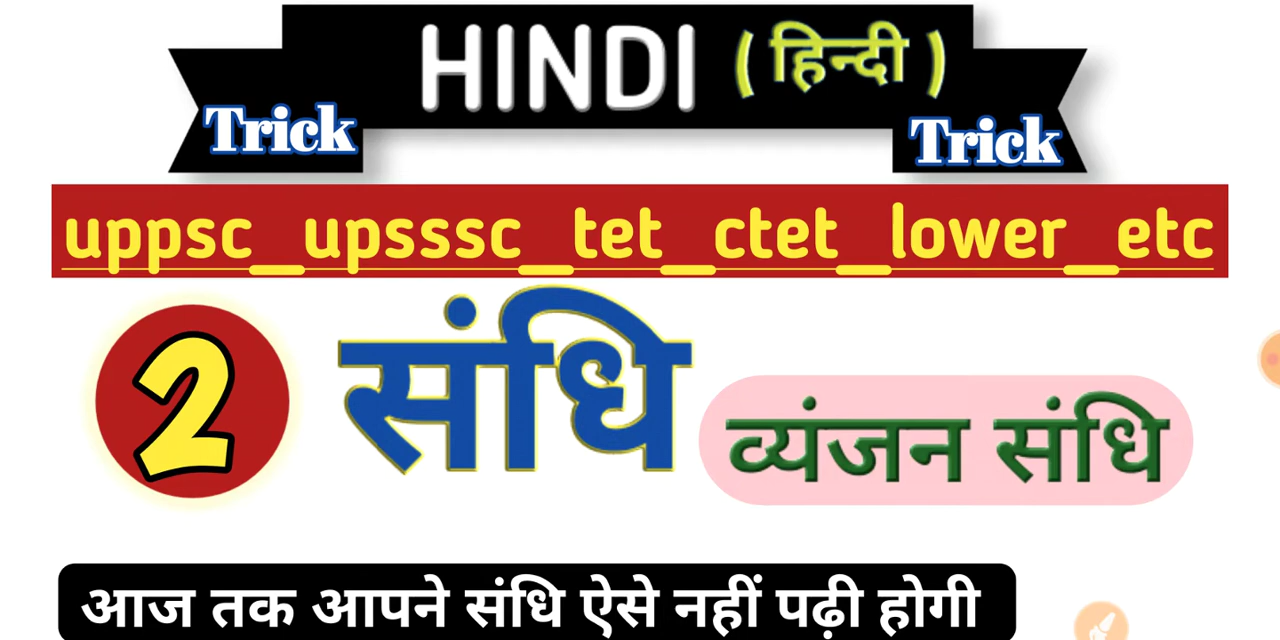 HINDI ( हिन्दी )
Trick Trick
uppsc_upsssc_tet_ctet_lower_etc
2 संधि
व्यंजन संधि
आज तक आपने संधि ऐसे नहीं पढ़ी होगी